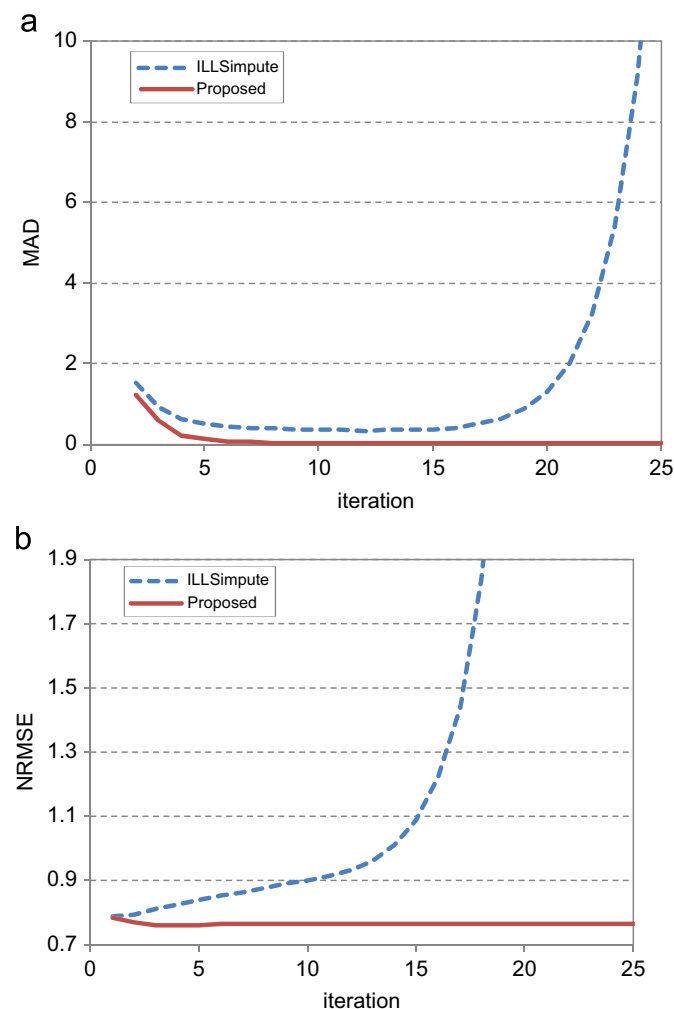 a
10
8
6
4
2
0
MAD
ILLSimpute
Proposed
0 5 10 15 20 25
iteration
b
1.9
1.7
1.5
1.3
1.1
0.9
0.7
NRMSE
ILLSimpute
Proposed
0 5 10 15 20 25
iteration